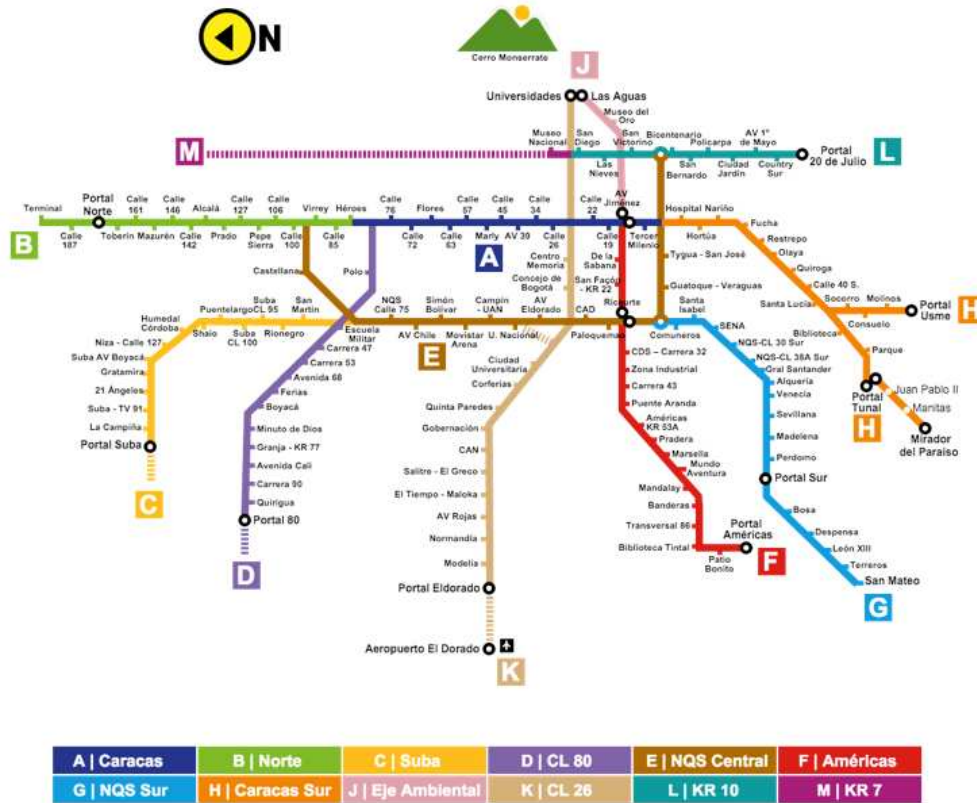 N
Cerro Monserrate
J
Universidades
Las Aguas
Museo del
Oro
M
Museo
Nacional
San
Diego
Las
Nieves
San
Victorino
Bicentenario
San
Bernardo
Policarpa
Ciudad
Jardín
AV 1º
de Mayo
Country
Sur
Portal
20 de Julio
L
B
Terminal
Calle
187
Portal
Norte
Toberín
Calle
161
Mazurén
Calle
146
Calle
142
Alcalá
Prado
Calle
127
Pepe
Sierra
Calle
106
Calle
100
Virrey
Calle
85
Héroes
Calle
76
Calle
72
Flores
Calle
63
Calle
57
Marly
Calle
45
AV 39
Calle
34
Calle
26
Calle
22
Calle
19
AV
Jiménez
Tercer
Milenio
A
Hospital Nariño
Hortúa
Fucha
Restrepo
Olaya
Quiroga
Calle 40 S.
Santa Lucia
Socorro
Molinos
Consuelo
Portal
Usme
H
Biblioteca
Parque
Portal
Tunal
H
Juan Pablo II
Manitas
Mirador
del Paraíso
Castellana
Polo
Centro
Memoria
Concejo de
Bogotá
De la
Sabana
San Façon
- KR 22
Tygua - San José
Guatoque - Veraguas
Ricaurte
Humedal
Córdoba
Puentelargo
Shaio
Suba
CL 95
Suba
CL 100
Rionegro
San
Martín
Escuela
Militar
NQS
Calle 75
AV Chile
Simón
Bolívar
Movistar
Arena
Campín
- UAN
U. Nacional
AV
Eldorado
CAD
Paloquemao
E
Comuneros
Santa
Isabel
SENA
NQS-CL 30 Sur
NQS-CL 38A Sur
Gral Santander
Alquería
Venecia
Sevillana
Madelena
Perdomo
Portal Sur
Bosa
Despensa
León XIII
Terreros
San Mateo
G
Niza - Calle 127
Suba AV Boyacá
Gratamira
21 Ángeles
Suba - TV 91
La Campiña
Portal Suba
C
Carrera 47
Carrera 53
Avenida 68
Ferias
Boyacá
Minuto de Dios
Granja - KR 77
Avenida Cali
Carrera 90
Quirigua
Portal 80
D
Ciudad
Universitaria
Corferias
Quinta Paredes
Gobernación
CAN
Salitre - El Greco
El Tiempo - Maloka
AV Rojas
Normandía
Modelia
Portal Eldorado
Aeropuerto El Dorado
K
CDS – Carrera 32
Zona Industrial
Carrera 43
Puente Aranda
Américas
KR 53A
Pradera
Marsella
Mundo
Aventura
Mandalay
Banderas
Transversal 86
Biblioteca Tintal
Patio
Bonito
Portal
Américas
F
A | Caracas
B | Norte
C | Suba
D | CL 80
E | NQS Central
F | Américas
G | NQS Sur
H | Caracas Sur
J | Eje Ambiental
K | CL 26
L | KR 10
M | KR 7